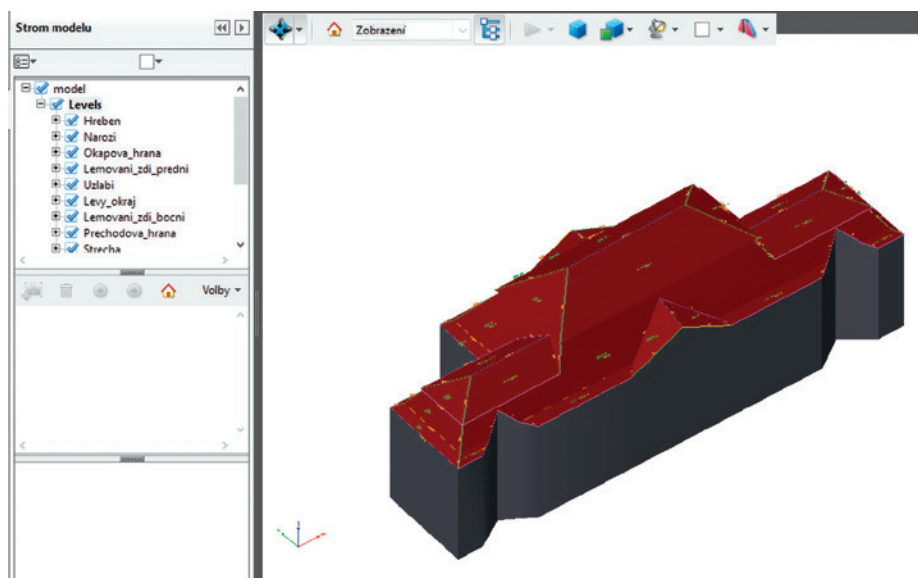 Strom modelu
Zobrazení
model
Levels
Hreben
Narozi
Okapova_hrana
Lemovani_zdi_predni
Uzlabi
Levy_okraj
Lemovani_zdi_bocni
Prechodova_hrana
Strecha
Volby